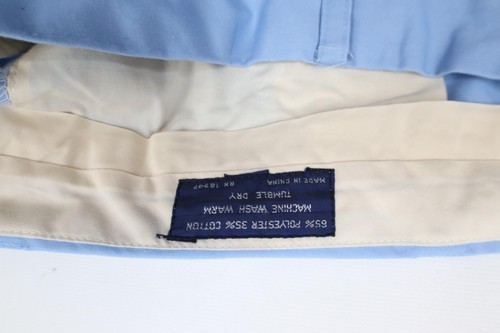 65% POLYESTER 35% COTTON
MACHINE WASH WARM
TUMBLE DRY
MADE IN CHINA